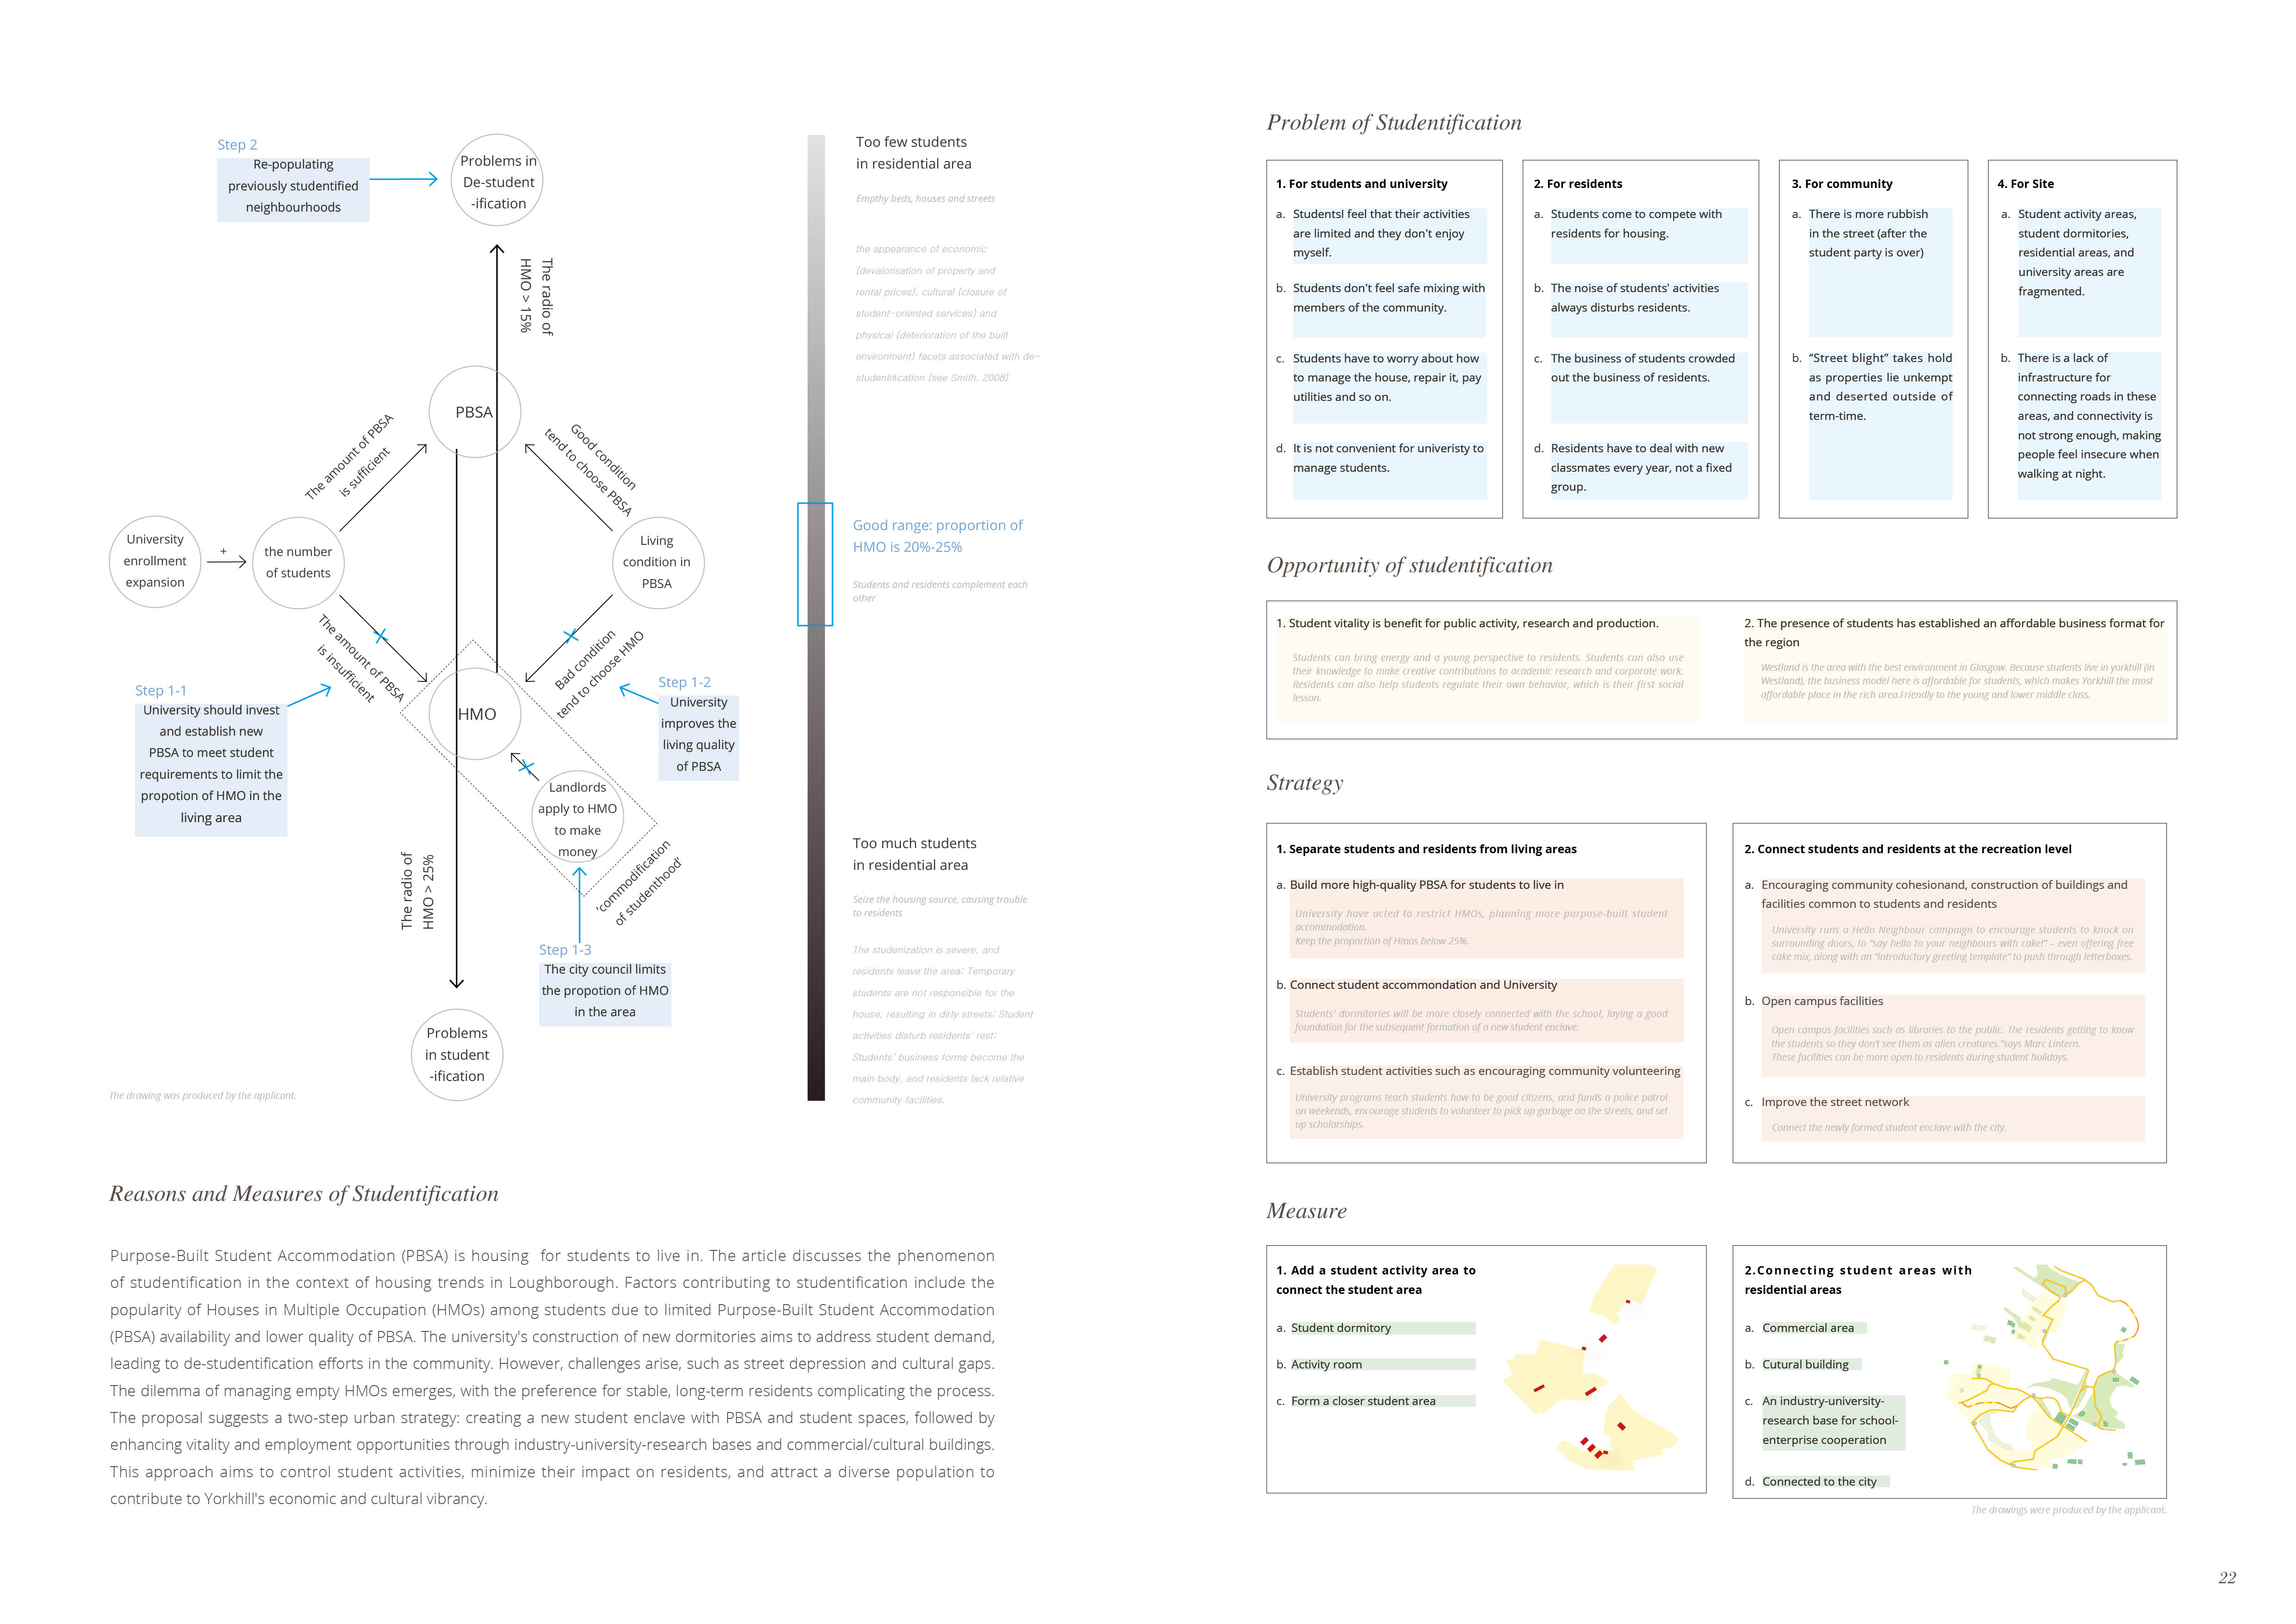 Step 2
Re-populating
previously studentified
neighbourhoods
Problems in
De-student
-ification
The radio of
HMO > 15%
PBSA
The amount of PBSA
is sufficient
Good condition
tend to choose PBSA
University
enrollment
expansion
+
the number
of students
Living
condition in
PBSA
The amount of PBSA
is insufficient
Bad condition
tend to choose HMO
Step 1-1
University should invest
and establish new
PBSA to meet student
requirements to limit the
propotion of HMO in the
living area
Step 1-2
University
improves the
living quality
of PBSA
HMO
Landlords
apply to HMO
to make
money
'commodification
of studenthood'
The radio of
HMO > 25%
Step 1-3
The city council limits
the propotion of HMO
in the area
Problems
in student
-ification
The drawing was produced by the applicant.
Too few students
in residential area
Empthy beds, houses and streets
the appearance of economic
(devalorisation of property and
rental prices), cultural (closure of
student-oriented services) and
physical (deterioration of the built
environment) facets associated with de-
studentification (see Smith, 2008)
Good range: proportion of
HMO is 20%-25%
Students and residents complement each
other
Too much students
in residential area
Seize the housing source, causing trouble
to residents
The studenization is severe, and
residents leave the area; Temporary
students are not responsible for the
house, resulting in dirty streets; Student
activities disturb residents' rest;
Students' business forms become the
main body, and residents lack relative
community facilities.
Reasons and Measures of Studentification
Purpose-Built Student Accommodation (PBSA) is housing  for students to live in. The article discusses the phenomenon
of studentification in the context of housing trends in Loughborough. Factors contributing to studentification include the
popularity of Houses in Multiple Occupation (HMOs) among students due to limited Purpose-Built Student Accommodation
(PBSA) availability and lower quality of PBSA. The university's construction of new dormitories aims to address student demand,
leading to de-studentification efforts in the community. However, challenges arise, such as street depression and cultural gaps.
The dilemma of managing empty HMOs emerges, with the preference for stable, long-term residents complicating the process.
The proposal suggests a two-step urban strategy: creating a new student enclave with PBSA and student spaces, followed by
enhancing vitality and employment opportunities through industry-university-research bases and commercial/cultural buildings.
This approach aims to control student activities, minimize their impact on residents, and attract a diverse population to
contribute to Yorkhill's economic and cultural vibrancy.
Problem of Studentification
1. For students and university
a. Studentsl feel that their activities
are limited and they don't enjoy
myself.
b. Students don't feel safe mixing with
members of the community.
c. Students have to worry about how
to manage the house, repair it, pay
utilities and so on.
d. It is not convenient for univeristy to
manage students.
2. For residents
a. Students come to compete with
residents for housing.
b. The noise of students' activities
always disturbs residents.
c. The business of students crowded
out the business of residents.
d. Residents have to deal with new
classmates every year, not a fixed
group.
3. For community
a. There is more rubbish
in the street (after the
student party is over)
b. “Street blight” takes hold
as properties lie unkempt
and deserted outside of
term-time.
4. For Site
a. Student activity areas,
student dormitories,
residential areas, and
university areas are
fragmented.
b. There is a lack of
infrastructure for
connecting roads in these
areas, and connectivity is
not strong enough, making
people feel insecure when
walking at night.
Opportunity of studentification
1. Student vitality is benefit for public activity, research and production.
Students can bring energy and a young perspective to residents. Students can also use
their knowledge to make creative contributions to academic research and corporate work.
Residents can also help students regulate their own behavior, which is their first social
lesson.
2. The presence of students has established an affordable business format for
the region
Westland is the area with the best environment in Glasgow. Because students live in yorkhill (in
Westland), the business model here is affordable for students, which makes Yorkhill the most
affordable place in the rich area.Friendly to the young and lower middle class.
Strategy
1. Separate students and residents from living areas
a. Build more high-quality PBSA for students to live in
University have acted to restrict HMOs, planning more purpose-built student
accommodation.
Keep the proportion of Hmos below 25%.
b. Connect student accommondation and University
Students' dormitories will be more closely connected with the school, laying a good
foundation for the subsequent formation of a new student enclave.
c. Establish student activities such as encouraging community volunteering
University programs teach students how to be good citizens, and funds a police patrol
on weekends, encourage students to volunteer to pick up garbage on the streets, and set
up scholarships.
2. Connect students and residents at the recreation level
a. Encouraging community cohesionand, construction of buildings and
facilities common to students and residents
University runs a Hello Neighbour campaign to encourage students to knock on
surrounding doors, to “say hello to your neighbours with cake!” – even offering free
cake mix, along with an “introductory greeting template” to push through letterboxes.
b. Open campus facilities
Open campus facilities such as libraries to the public. The residents getting to know
the students so they don't see them as alien creatures.”says Marc Lintern.
These facilities can be more open to residents during student holidays.
c. Improve the street network
Connect the newly formed student enclave with the city.
Measure
1. Add a student activity area to
connect the student area
a. Student dormitory
b. Activity room
c. Form a closer student area
2.Connecting student areas with
residential areas
a. Commercial area
b. Cutural building
c. An industry-university-
research base for school-
enterprise cooperation
d. Connected to the city
The drawings were produced by the applicant.
22